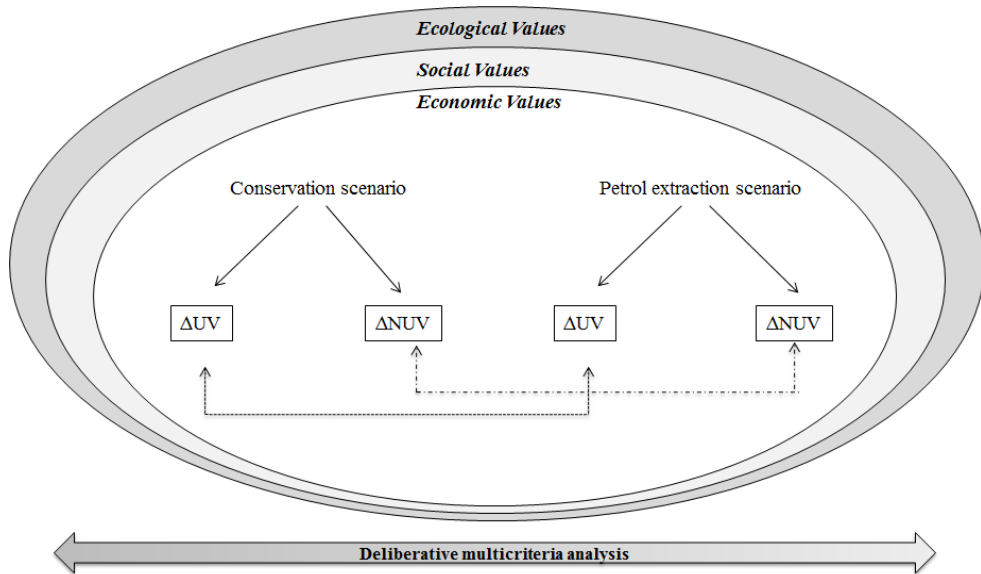 Ecological Values
Social Values
Economic Values
Conservation scenario
Petrol extraction scenario
ΔUV
ΔNUV
ΔUV
ΔNUV
Deliberative multicriteria analysis